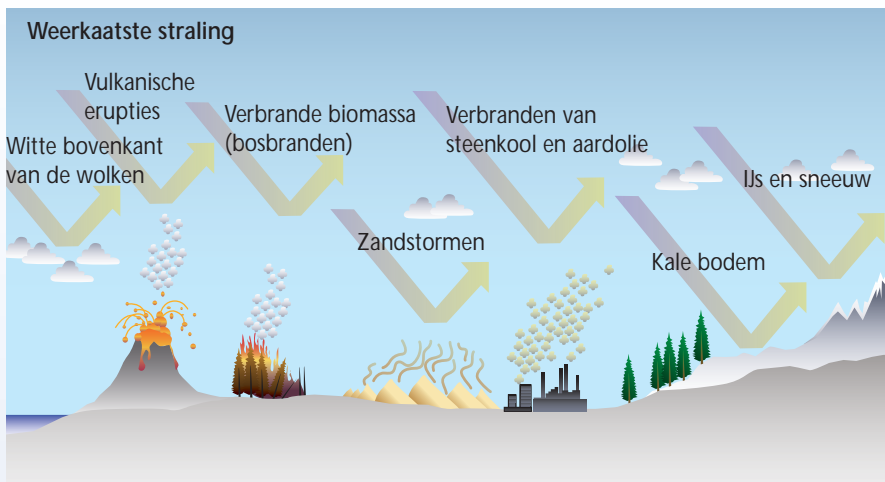 Weerkaatste straling
Vulkanische
erupties
Witte bovenkant
van de wolken
Verbrande biomassa
(bosbranden)
Zandstormen
Verbranden van
steenkool en aardolie
Kale bodem
IJs en sneeuw